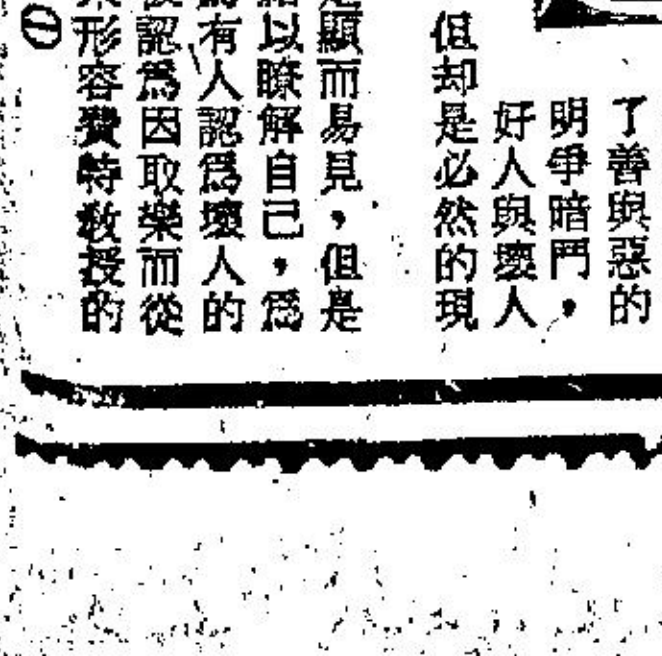 了善與惡的
明爭暗鬥，
好人與壞人
但却是必然的現
顯而易見，但是
以瞭解自己，爲
有人認爲壞人的
認爲因取樂而從
形容費特教授的
㊀